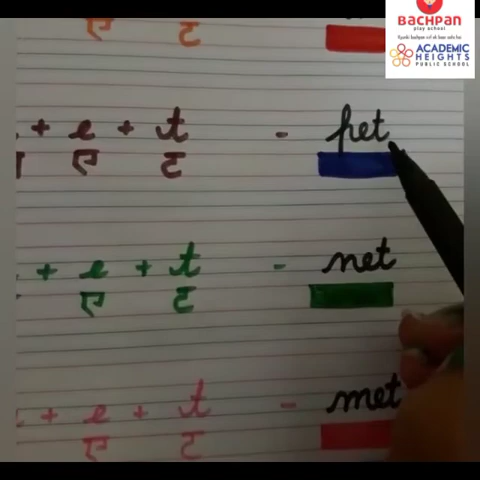 BACHPAN
play school
ACADEMIC
HEIGHTS
PUBLIC SCHOOL
ए ट
+ e + t - pet
ए ट
+ e + t - net
ए ट
+ e + t - met
ए ट